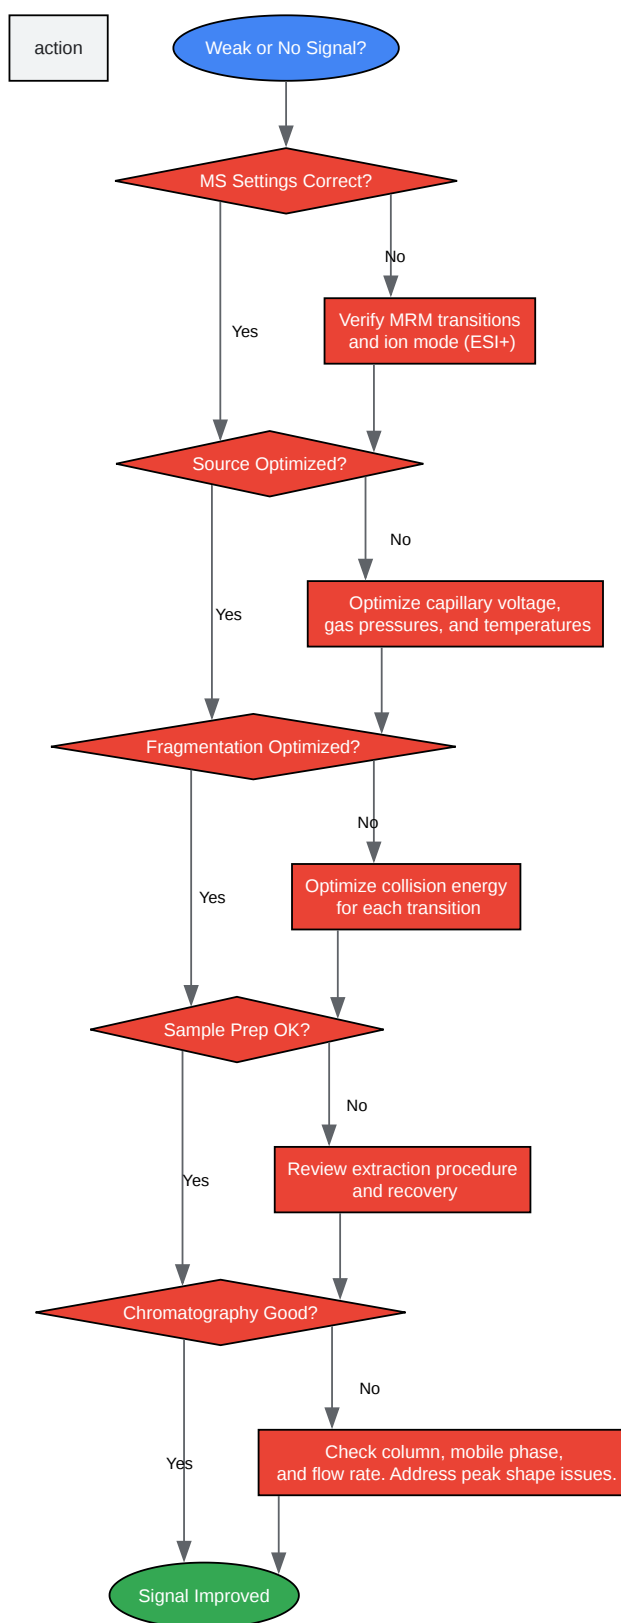 action
Weak or No Signal?
MS Settings Correct?
No
Yes
Verify MRM transitions
and ion mode (ESI+)
Source Optimized?
No
Yes
Optimize capillary voltage,
gas pressures, and temperatures
Fragmentation Optimized?
No
Yes
Optimize collision energy
for each transition
Sample Prep OK?
No
Yes
Review extraction procedure
and recovery
Chromatography Good?
No
Yes
Check column, mobile phase,
and flow rate. Address peak shape issues.
Signal Improved